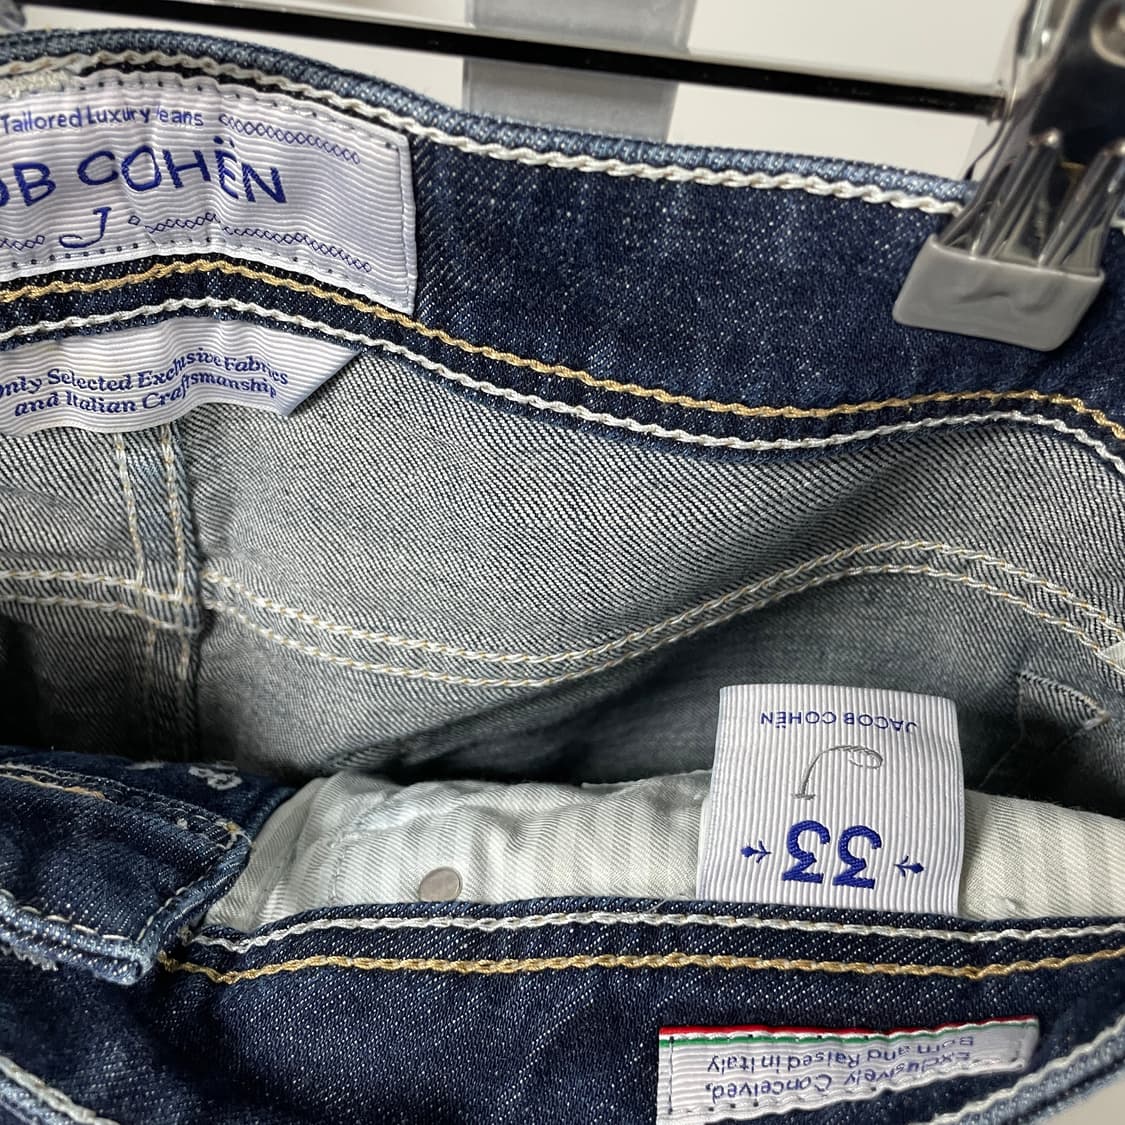 Tailored Luxury Jeans
OB COHËN
J
Only Selected Exclusive Fabrics
and Italian Craftsmanship
JACOB COHËN
J
33
Exclusively Conceived,
Born and Raised in Italy